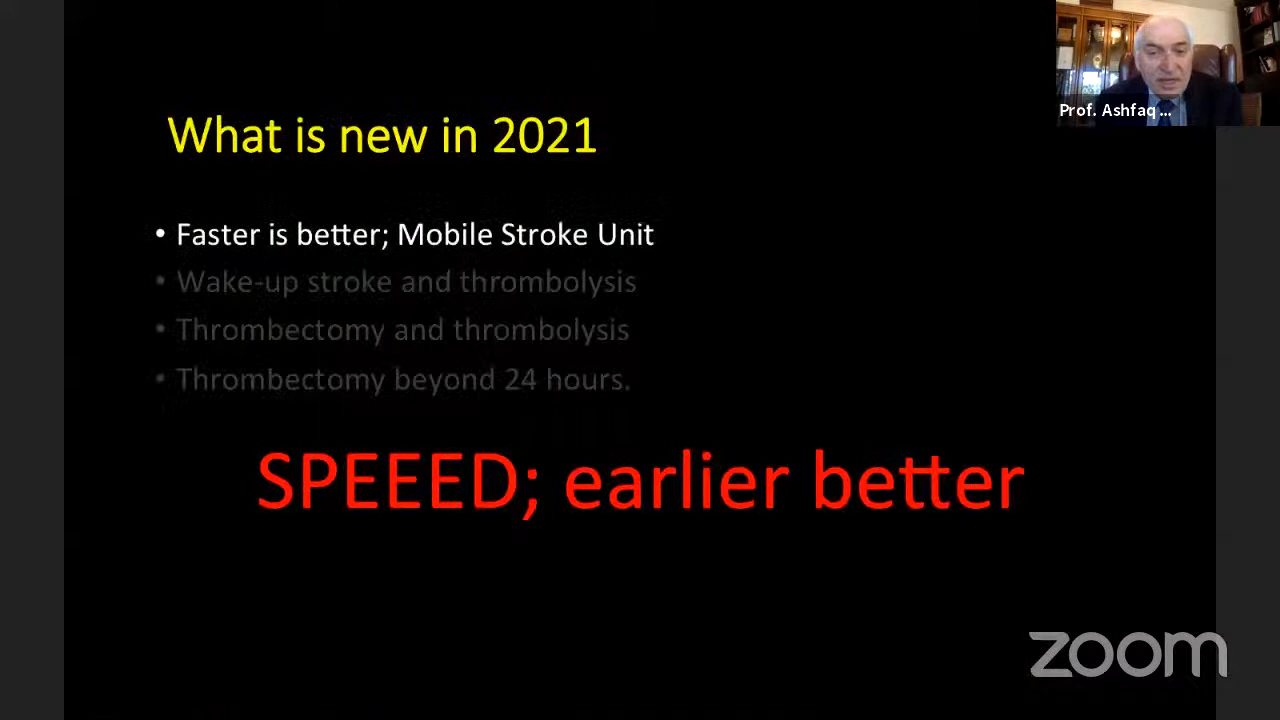 Prof. Ashfaq ...
What is new in 2021
• Faster is better; Mobile Stroke Unit
• Wake-up stroke and thrombolysis
• Thrombectomy and thrombolysis
• Thrombectomy beyond 24 hours.
SPEEED; earlier better
zoom